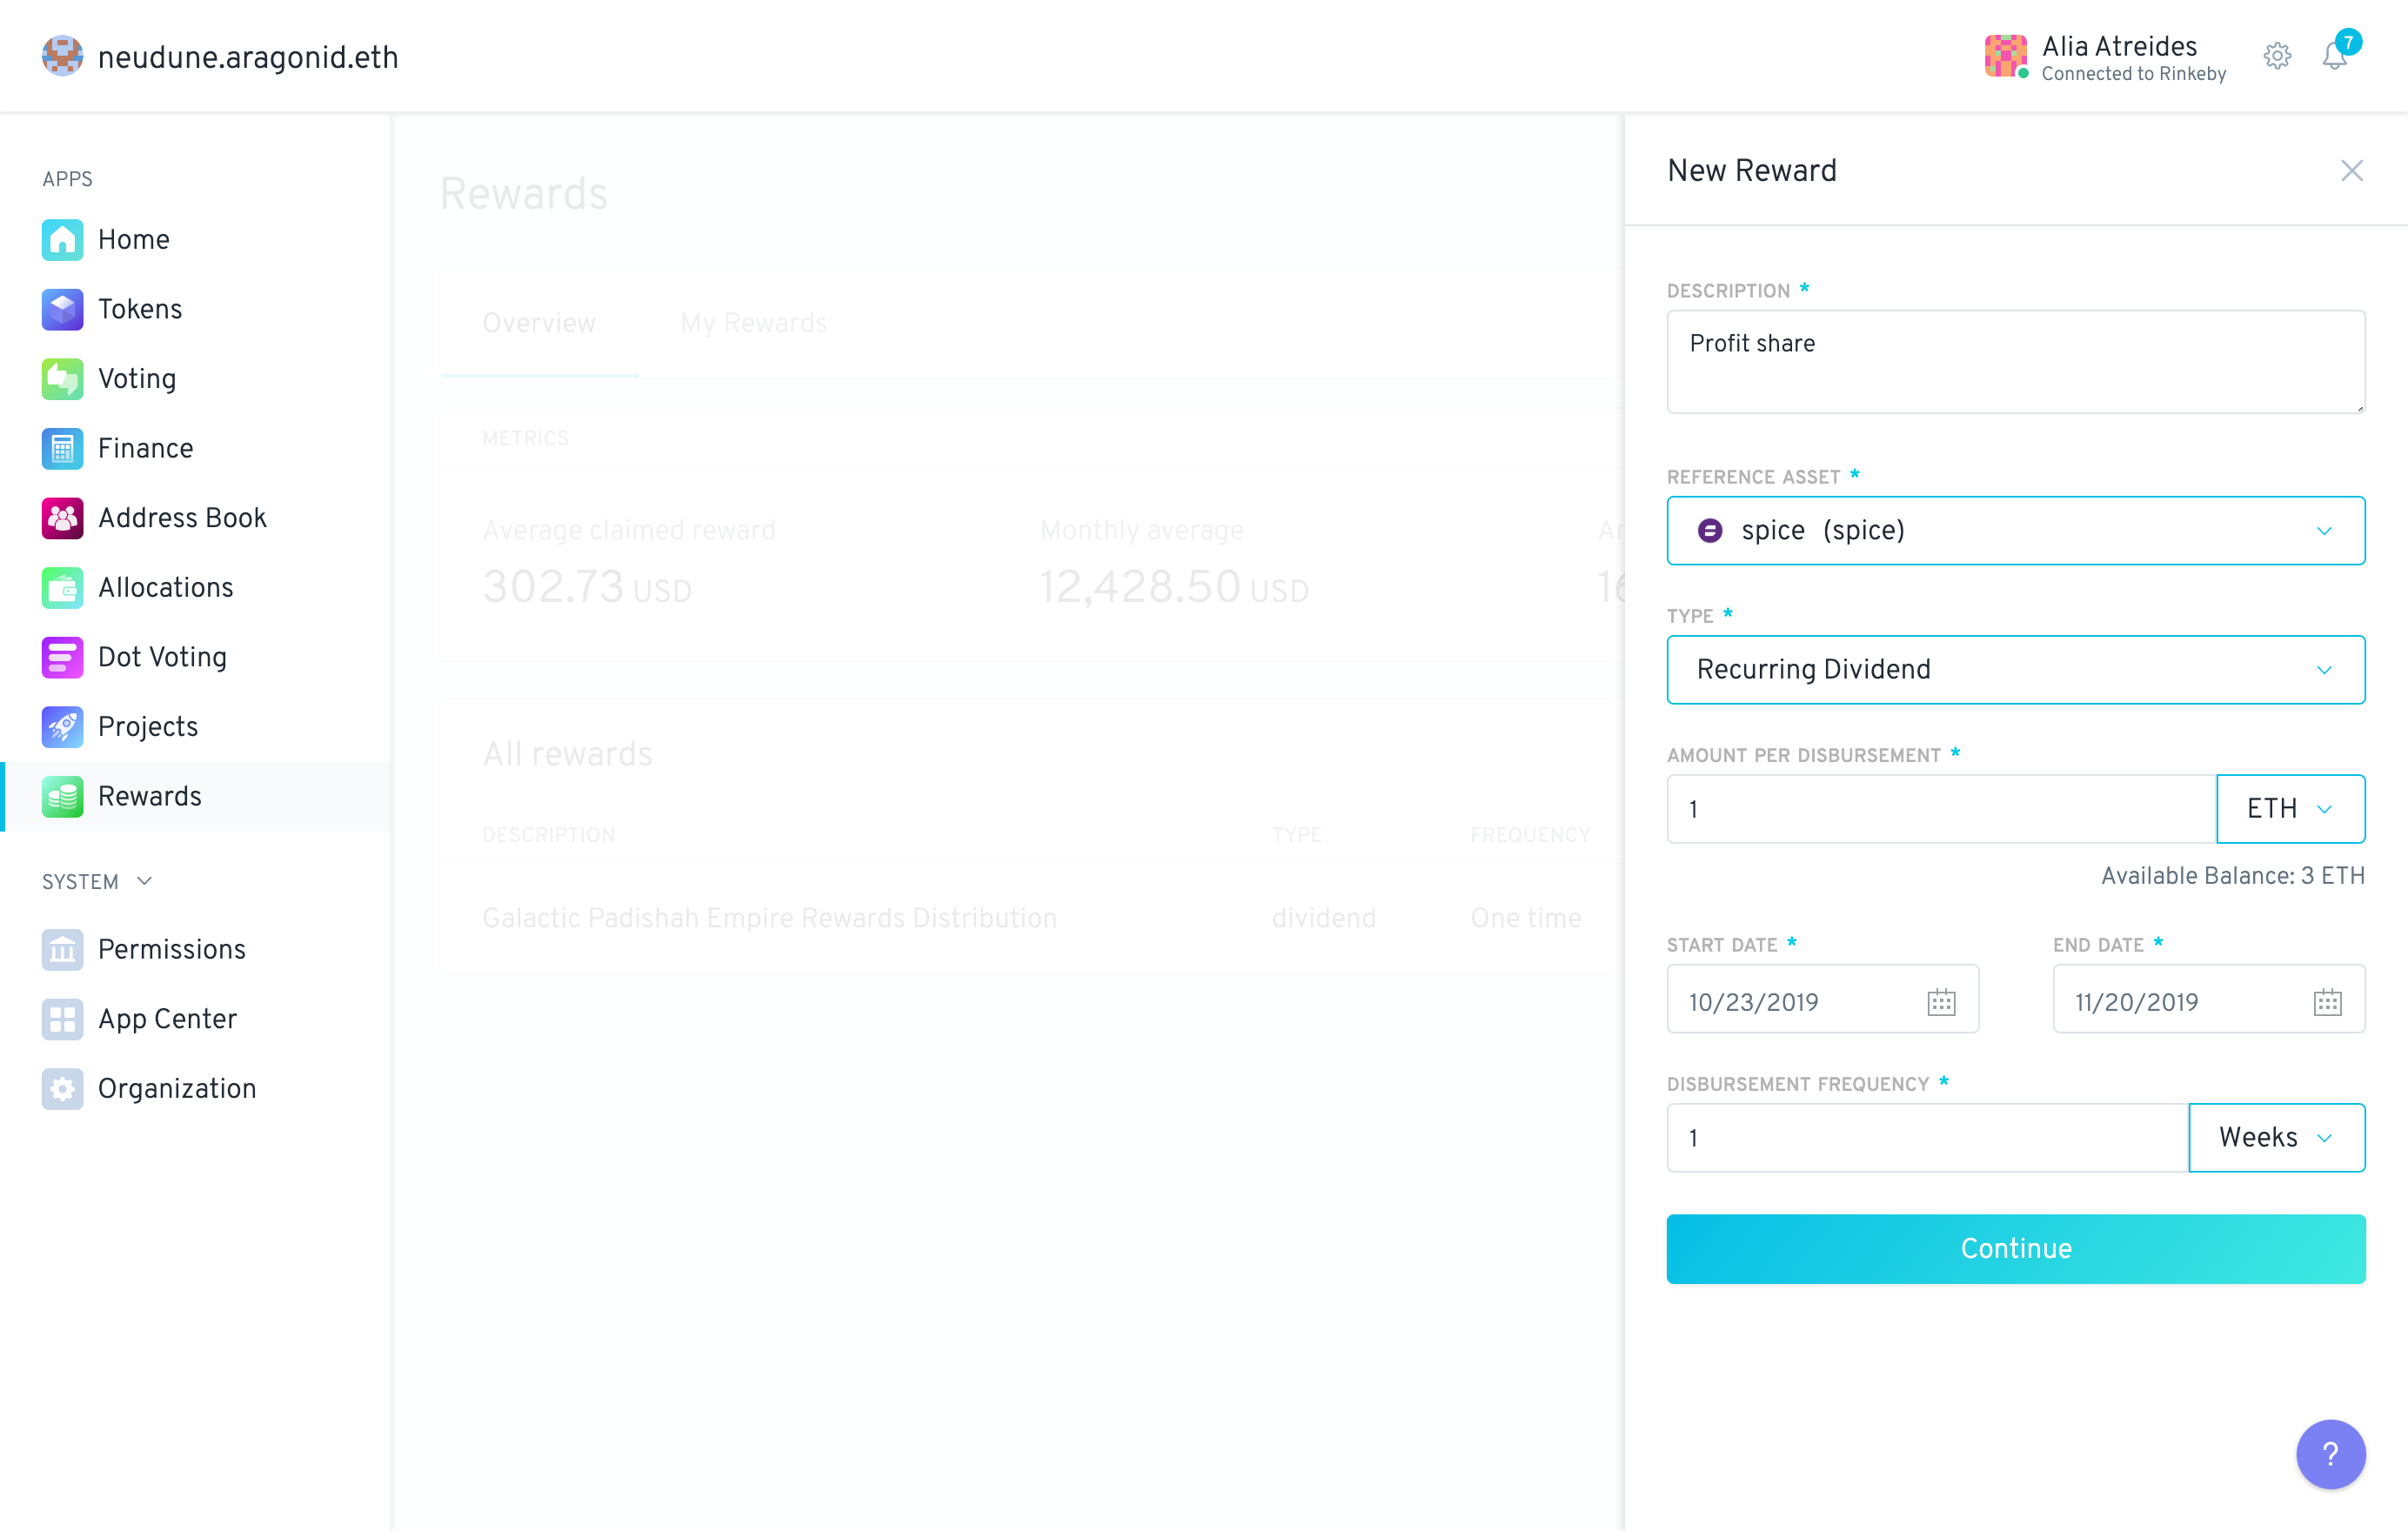 neudune.aragonid.eth
Alia Atreides
Connected to Rinkeby
7
APPS
Home
Tokens
Voting
Finance
Address Book
Allocations
Dot Voting
Projects
Rewards
SYSTEM
Permissions
App Center
Organization
Rewards
Overview My Rewards
METRICS
Average claimed reward Monthly average
302.73 USD 12,428.50 USD
All rewards
DESCRIPTION TYPE FREQUENCY
Galactic Padishah Empire Rewards Distribution dividend One time
New Reward
DESCRIPTION *
Profit share
REFERENCE ASSET *
spice (spice)
TYPE *
Recurring Dividend
AMOUNT PER DISBURSEMENT *
1 ETH
Available Balance: 3 ETH
START DATE * END DATE *
10/23/2019 11/20/2019
DISBURSEMENT FREQUENCY *
1 Weeks
Continue
?